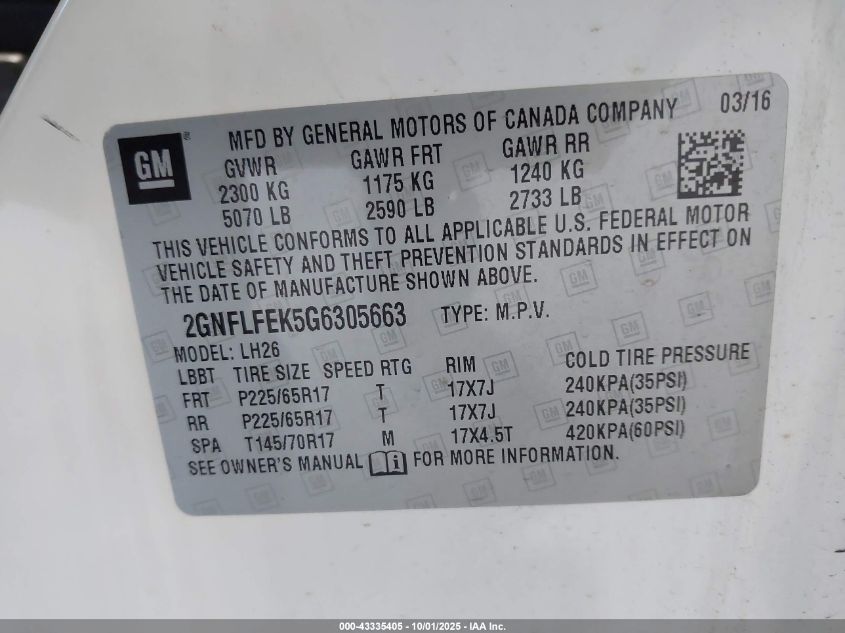 MFD BY GENERAL MOTORS OF CANADA COMPANY 03/16
GM ®
GVWR GAWR FRT GAWR RR
2300 KG 1175 KG 1240 KG
5070 LB 2590 LB 2733 LB
THIS VEHICLE CONFORMS TO ALL APPLICABLE U.S. FEDERAL MOTOR
VEHICLE SAFETY AND THEFT PREVENTION STANDARDS IN EFFECT ON
THE DATE OF MANUFACTURE SHOWN ABOVE.
2GNFLFEK5G6305663 TYPE: M.P.V.
MODEL: LH26
LBBT TIRE SIZE SPEED RTG RIM COLD TIRE PRESSURE
FRT P225/65R17 T 17X7J 240KPA(35PSI)
RR P225/65R17 T 17X7J 240KPA(35PSI)
SPA T145/70R17 M 17X4.5T 420KPA(60PSI)
SEE OWNER'S MANUAL i FOR MORE INFORMATION.
000-43335405 - 10/01/2025 - IAA Inc.